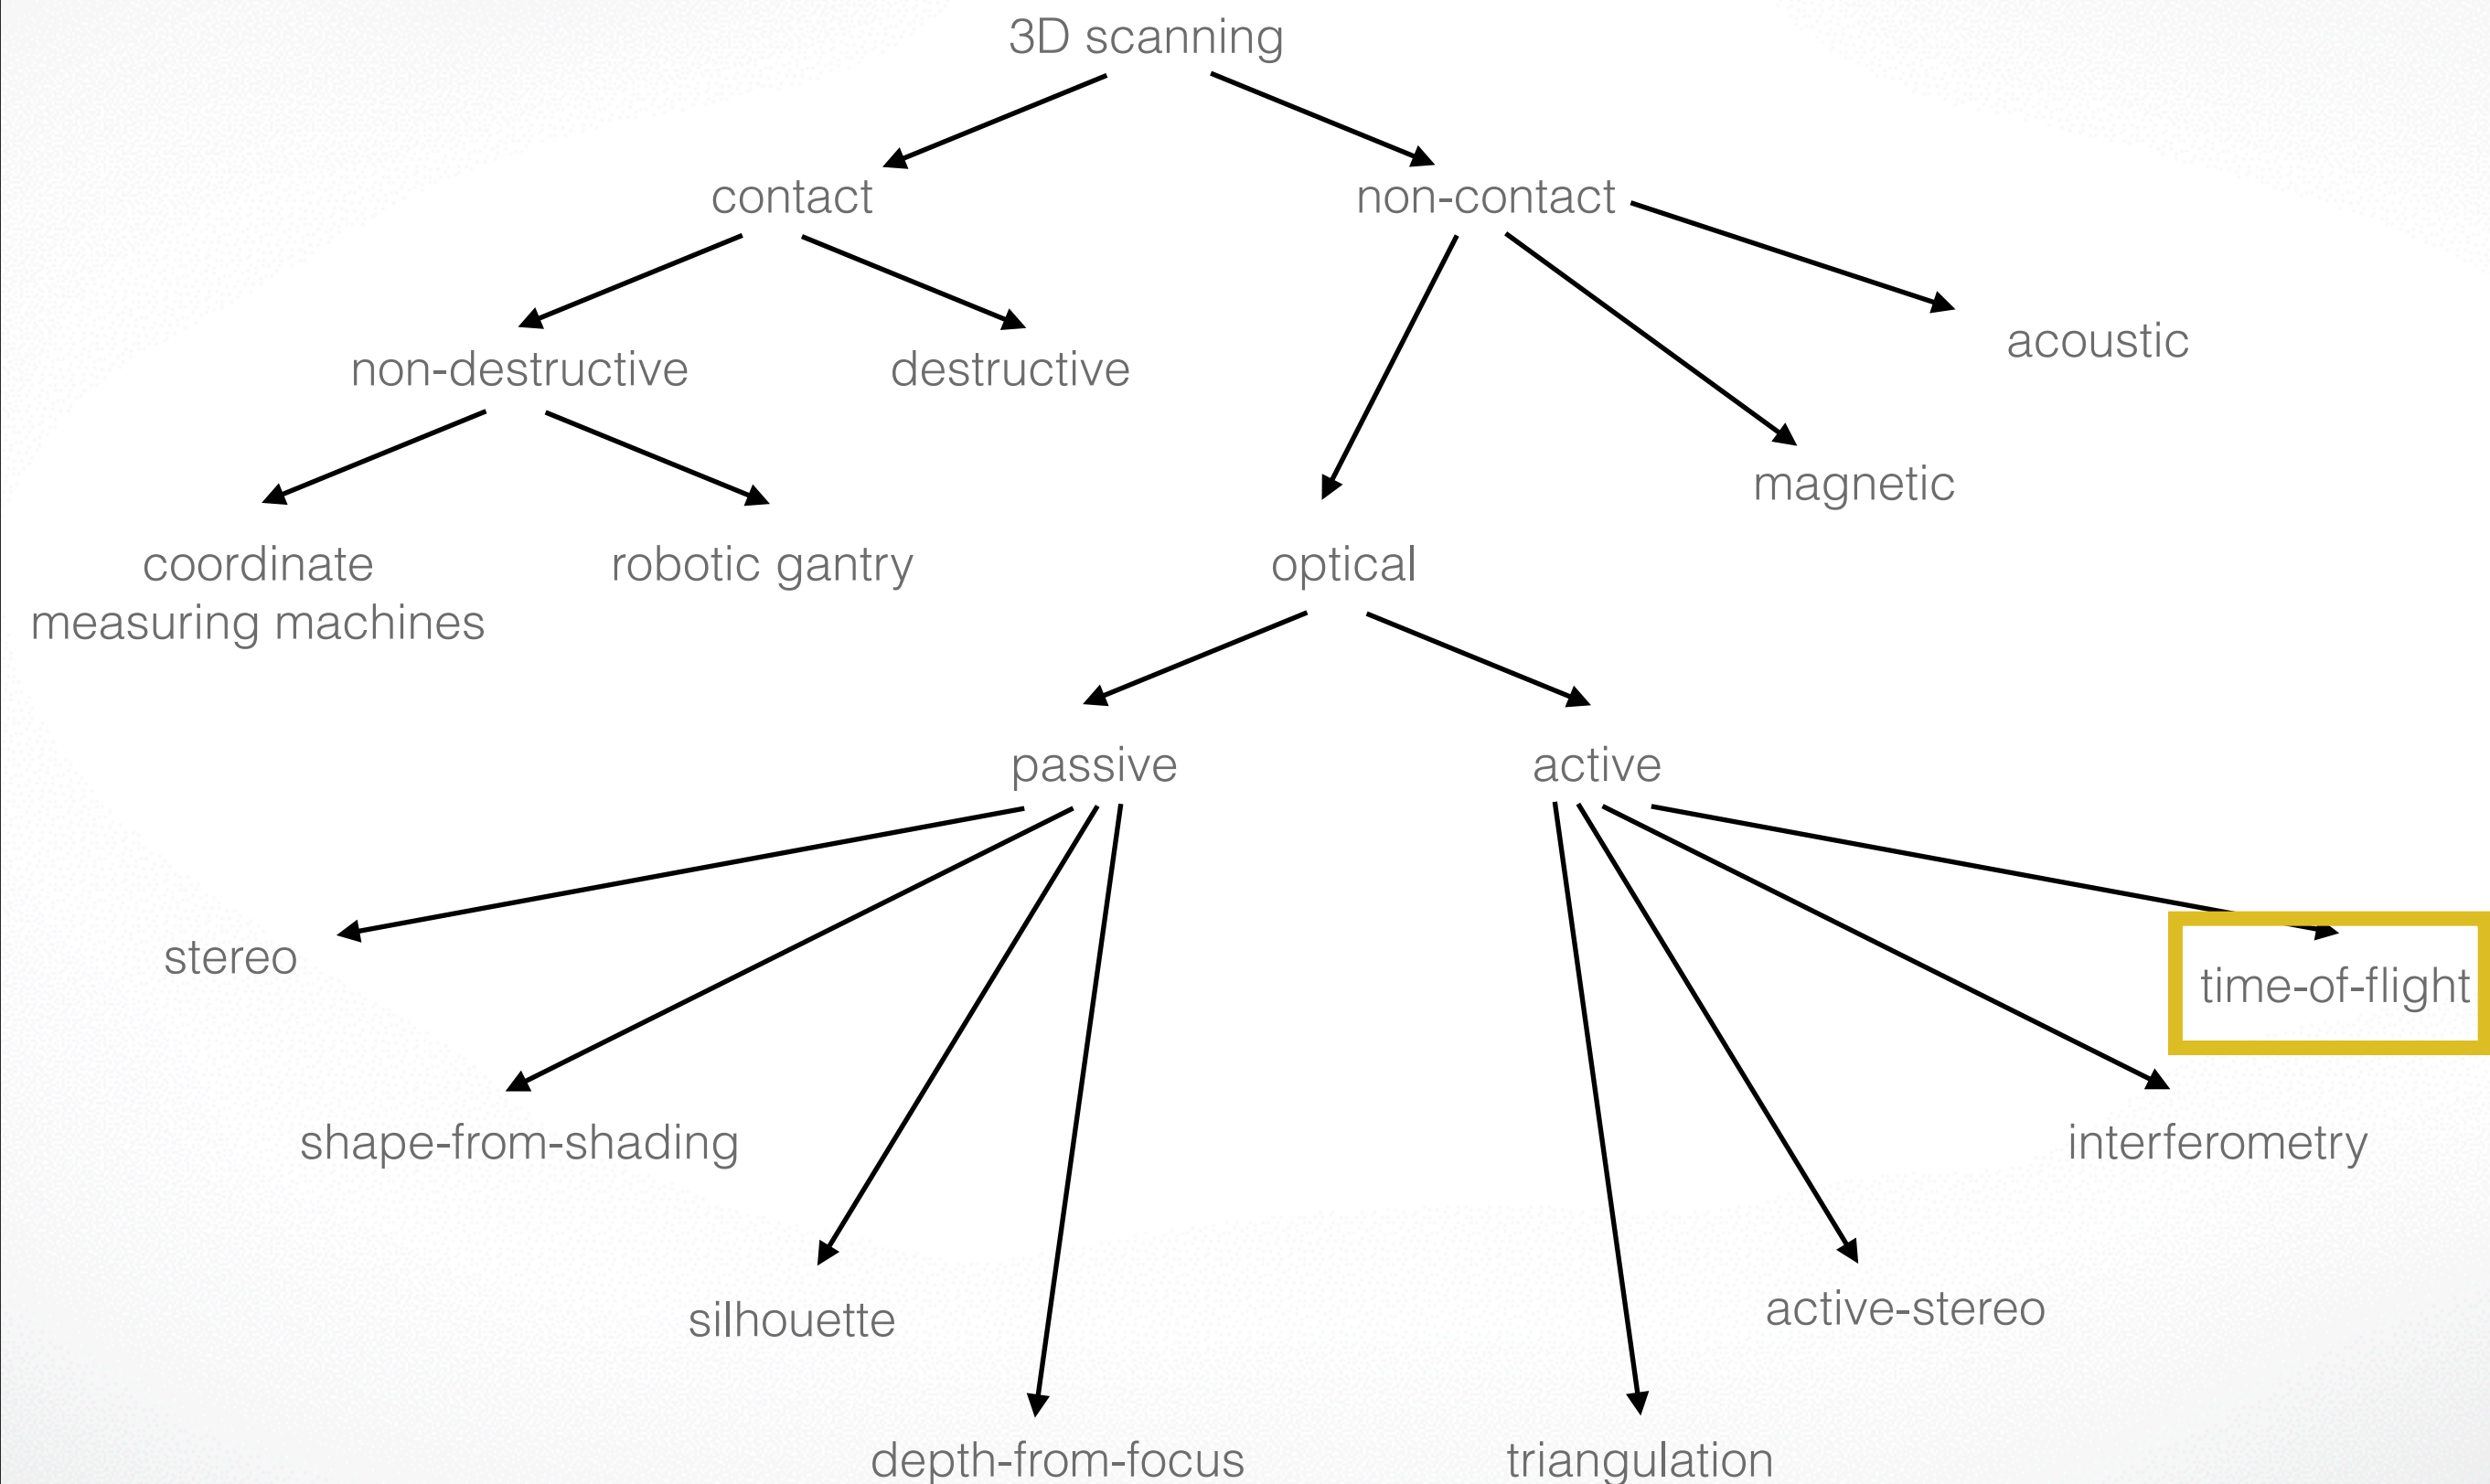 3D scanning
contact
non-contact
acoustic
non-destructive
destructive
magnetic
coordinate
measuring machines
robotic gantry
optical
passive
active
stereo
time-of-flight
shape-from-shading
interferometry
silhouette
active-stereo
depth-from-focus
triangulation